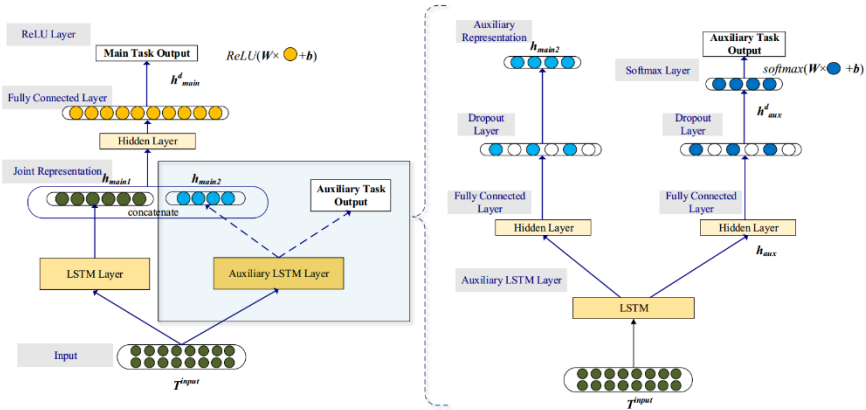 ReLU Layer
Main Task Output
ReLU(W× +b)
h^d_main
Fully Connected Layer
Hidden Layer
Joint Representation
h_main1
h_main2
concatenate
Auxiliary Task
Output
LSTM Layer
Auxiliary LSTM Layer
Input
T^input
Auxiliary
Representation
h_main2
Auxiliary Task
Output
Softmax Layer
softmax(W× +b)
h^d_aux
Dropout
Layer
Dropout
Layer
Fully Connected
Layer
Fully Connected
Layer
Hidden Layer
Hidden Layer
h_aux
Auxiliary LSTM Layer
LSTM
T^input